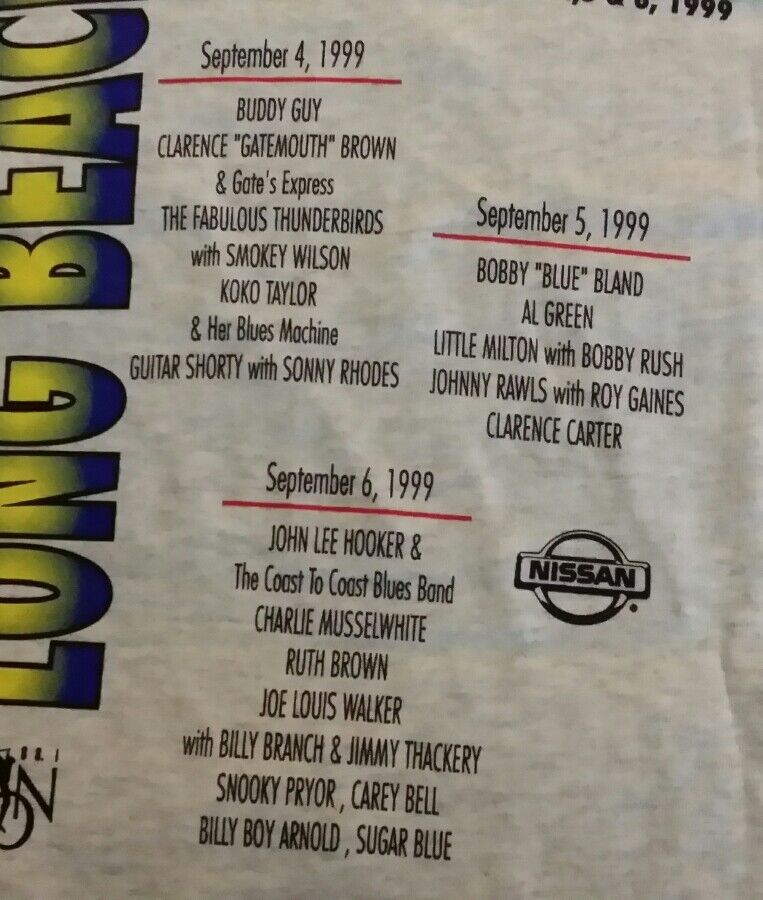 & 6, 1999
LONG BEAC
September 4, 1999
BUDDY GUY
CLARENCE "GATEMOUTH" BROWN
& Gate's Express
THE FABULOUS THUNDERBIRDS
with SMOKEY WILSON
KOKO TAYLOR
& Her Blues Machine
GUITAR SHORTY with SONNY RHODES
September 5, 1999
BOBBY "BLUE" BLAND
AL GREEN
LITTLE MILTON with BOBBY RUSH
JOHNNY RAWLS with ROY GAINES
CLARENCE CARTER
September 6, 1999
JOHN LEE HOOKER &
The Coast To Coast Blues Band
CHARLIE MUSSELWHITE
RUTH BROWN
JOE LOUIS WALKER
with BILLY BRANCH & JIMMY THACKERY
SNOOKY PRYOR , CAREY BELL
BILLY BOY ARNOLD , SUGAR BLUE
NISSAN